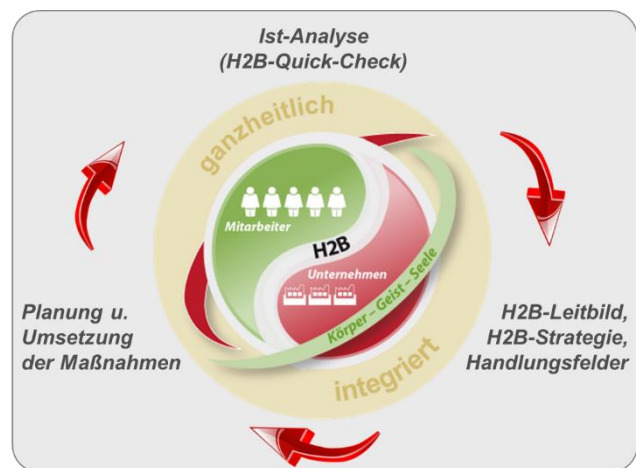 Ist-Analyse
(H2B-Quick-Check)
ganzheitlich
Mitarbeiter
H2B
Unternehmen
Körper – Geist – Seele
integriert
Planung u.
Umsetzung
der Maßnahmen
H2B-Leitbild,
H2B-Strategie,
Handlungsfelder